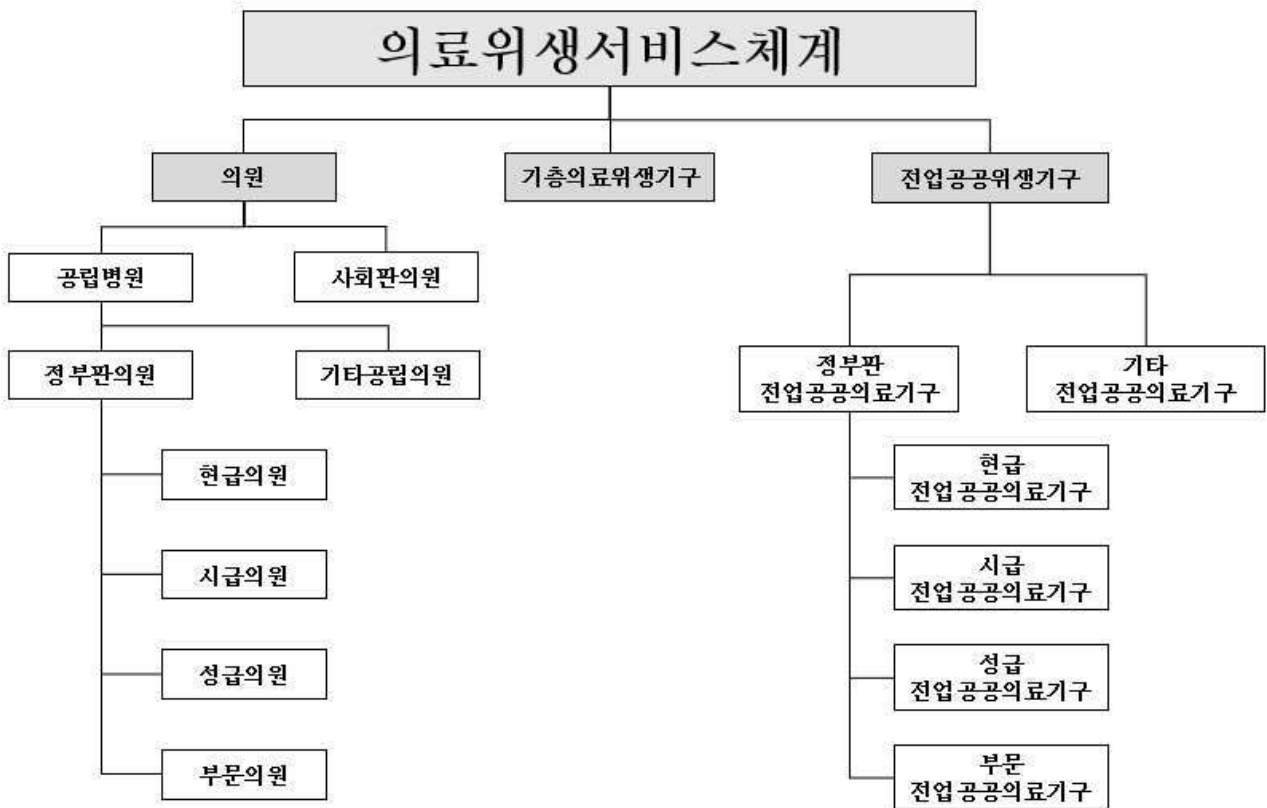 의료위생서비스체계
의원
기층의료위생기구
전업공공위생기구
공립병원
사회판의원
정부판의원
기타공립의원
정부판
전업공공의료기구
기타
전업공공의료기구
현급의원
시급의원
성급의원
부문의원
현급
전업공공의료기구
시급
전업공공의료기구
성급
전업공공의료기구
부문
전업공공의료기구